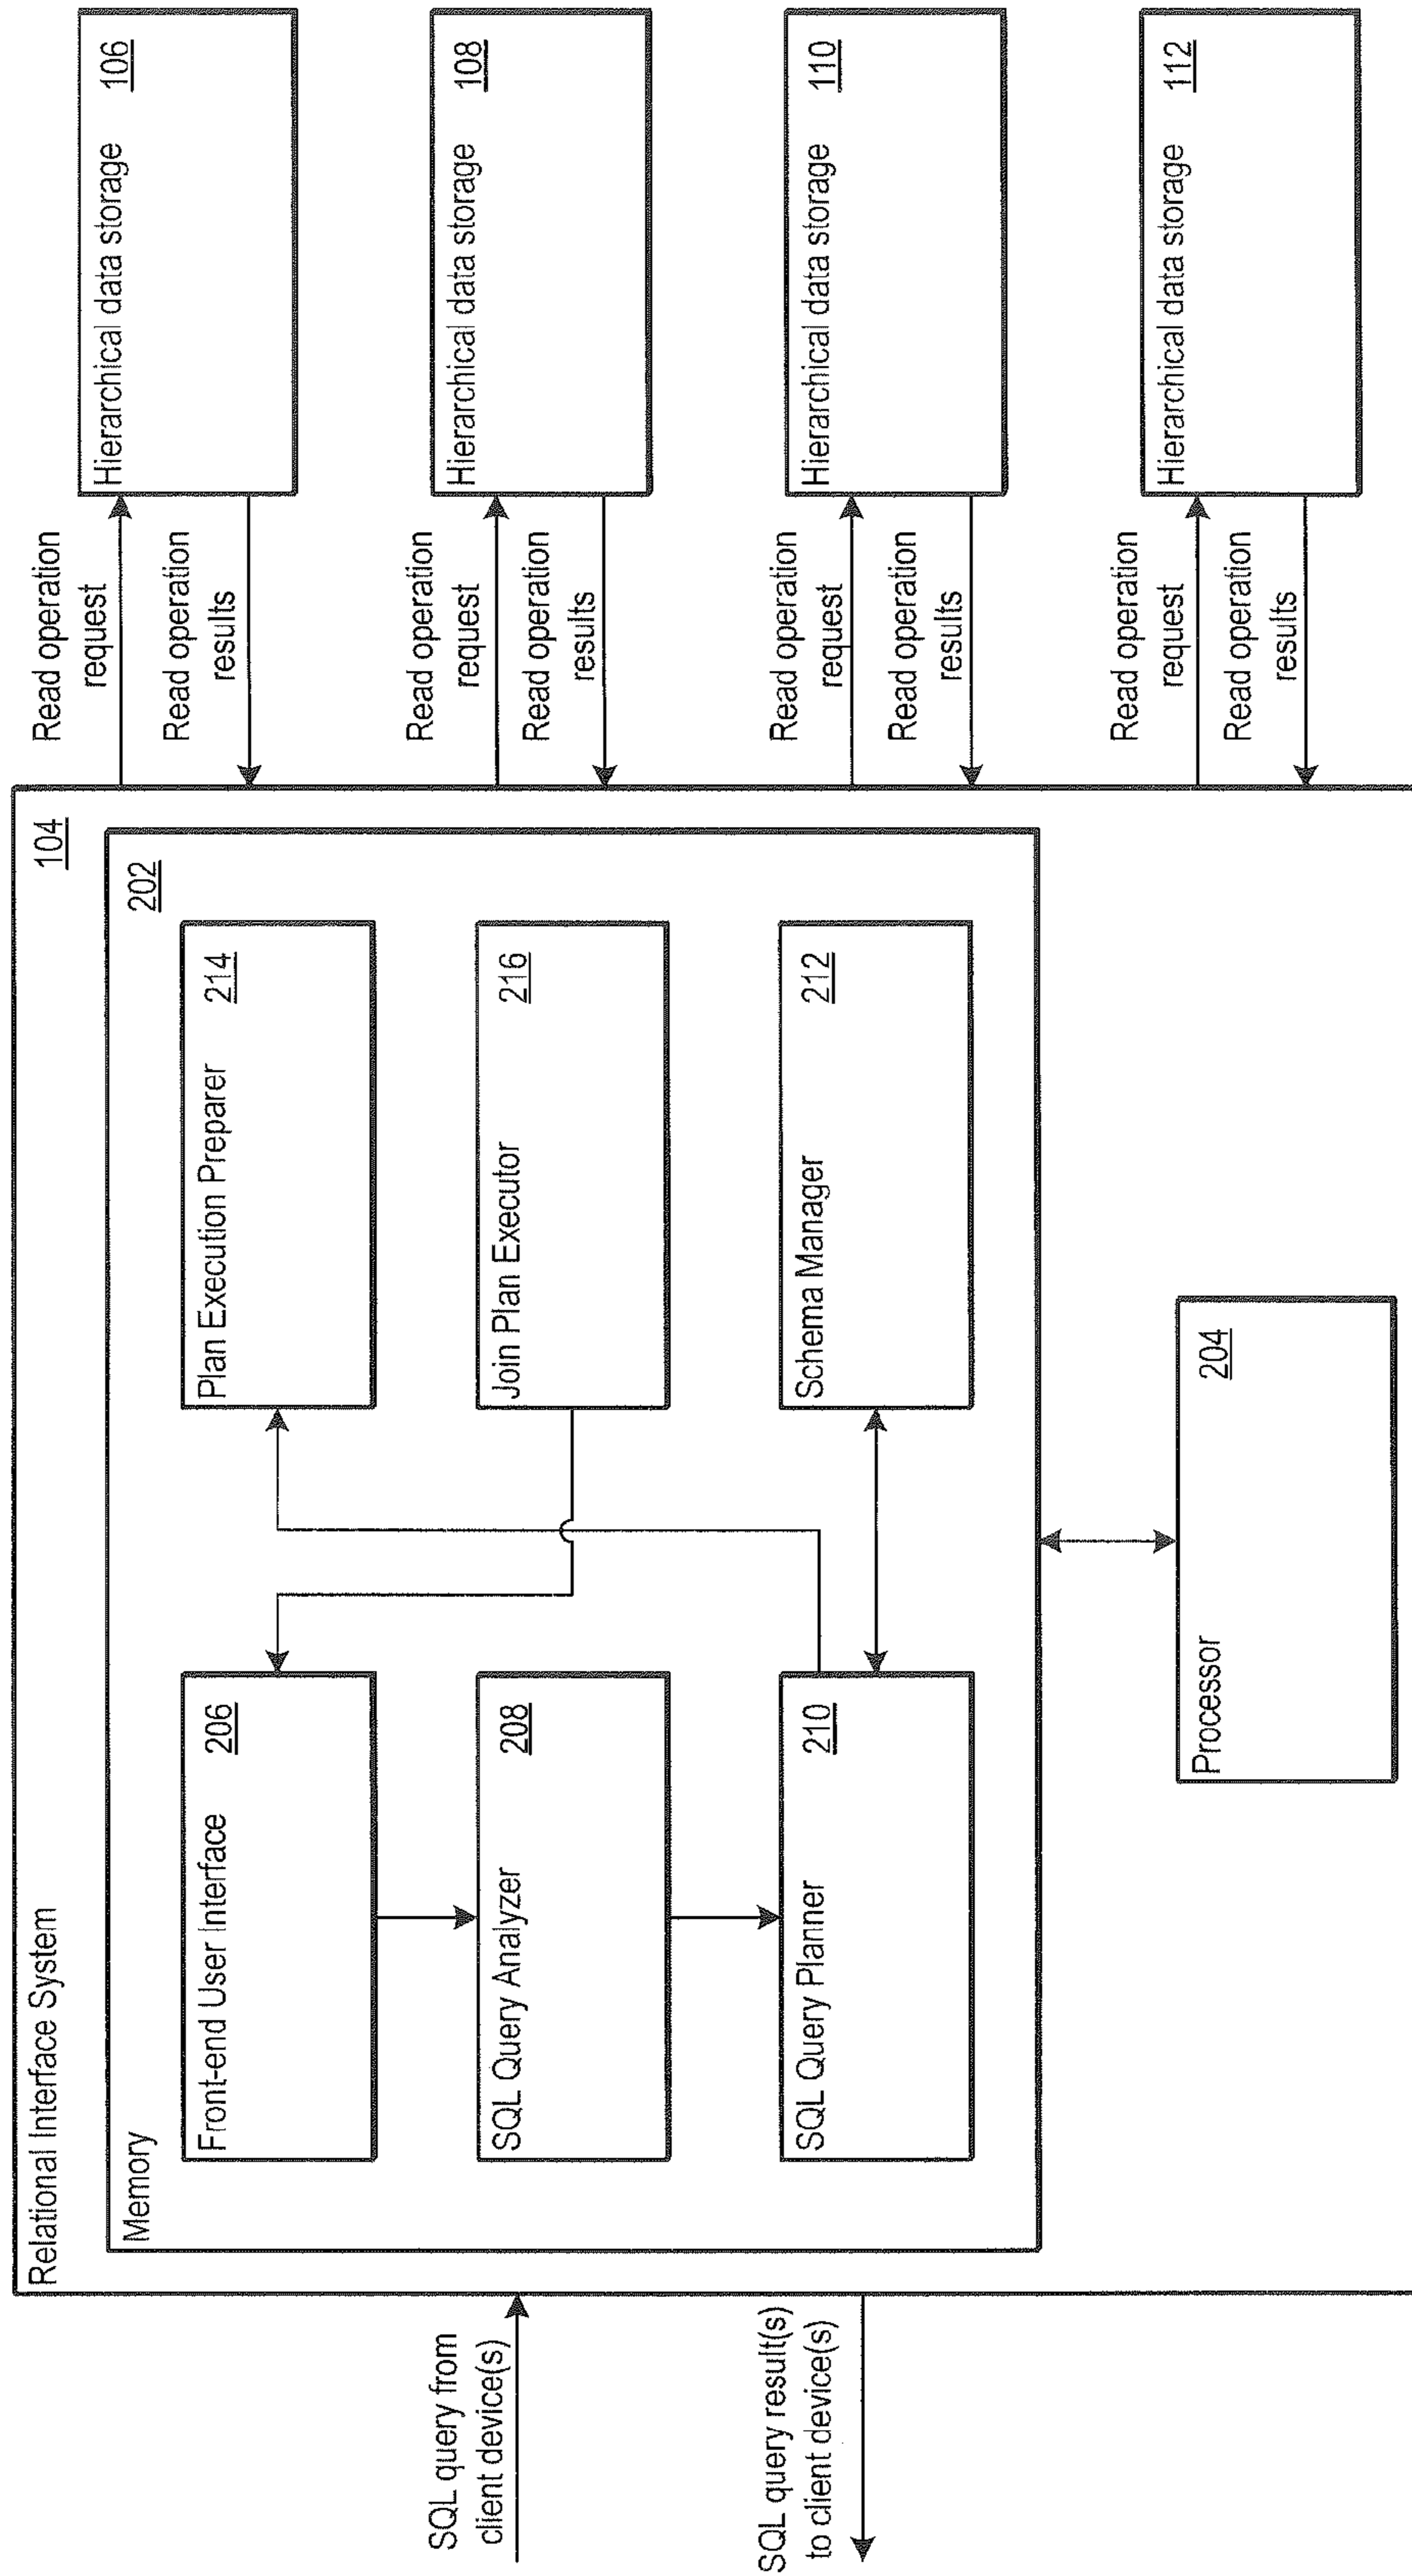 Relational Interface System
104
Memory
202
Front-end User Interface
206
SQL Query Analyzer
208
SQL Query Planner
210
Plan Execution Preparer
214
Join Plan Executor
216
Schema Manager
212
Processor
204
SQL query from
client device(s)
SQL query result(s)
to client device(s)
Read operation
request
Read operation
results
Hierarchical data storage
106
Read operation
request
Read operation
results
Hierarchical data storage
108
Read operation
request
Read operation
results
Hierarchical data storage
110
Read operation
request
Read operation
results
Hierarchical data storage
112